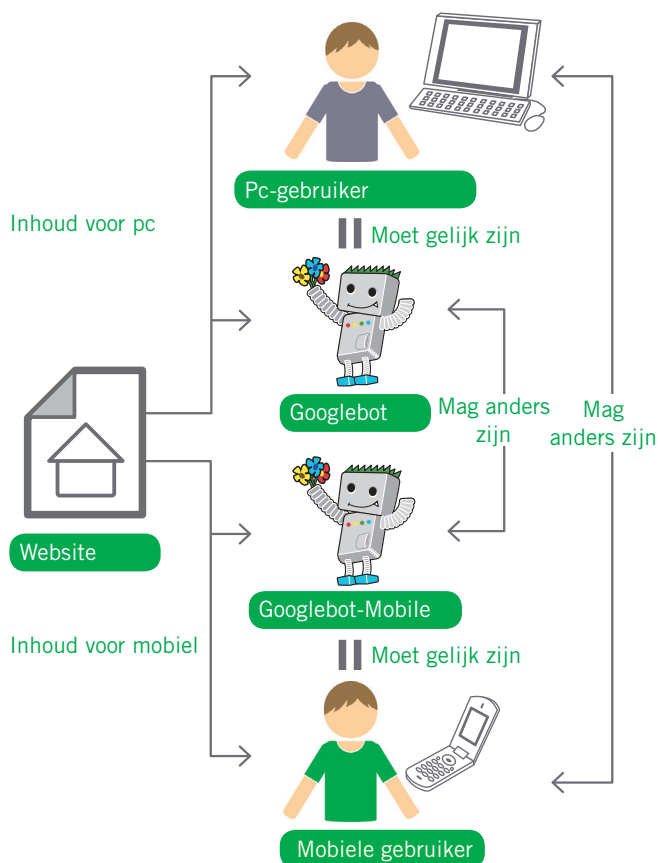 Pc-gebruiker
Inhoud voor pc
Moet gelijk zijn
Googlebot
Mag anders
zijn
Mag
anders zijn
Website
Googlebot-Mobile
Inhoud voor mobiel
Moet gelijk zijn
Mobiele gebruiker